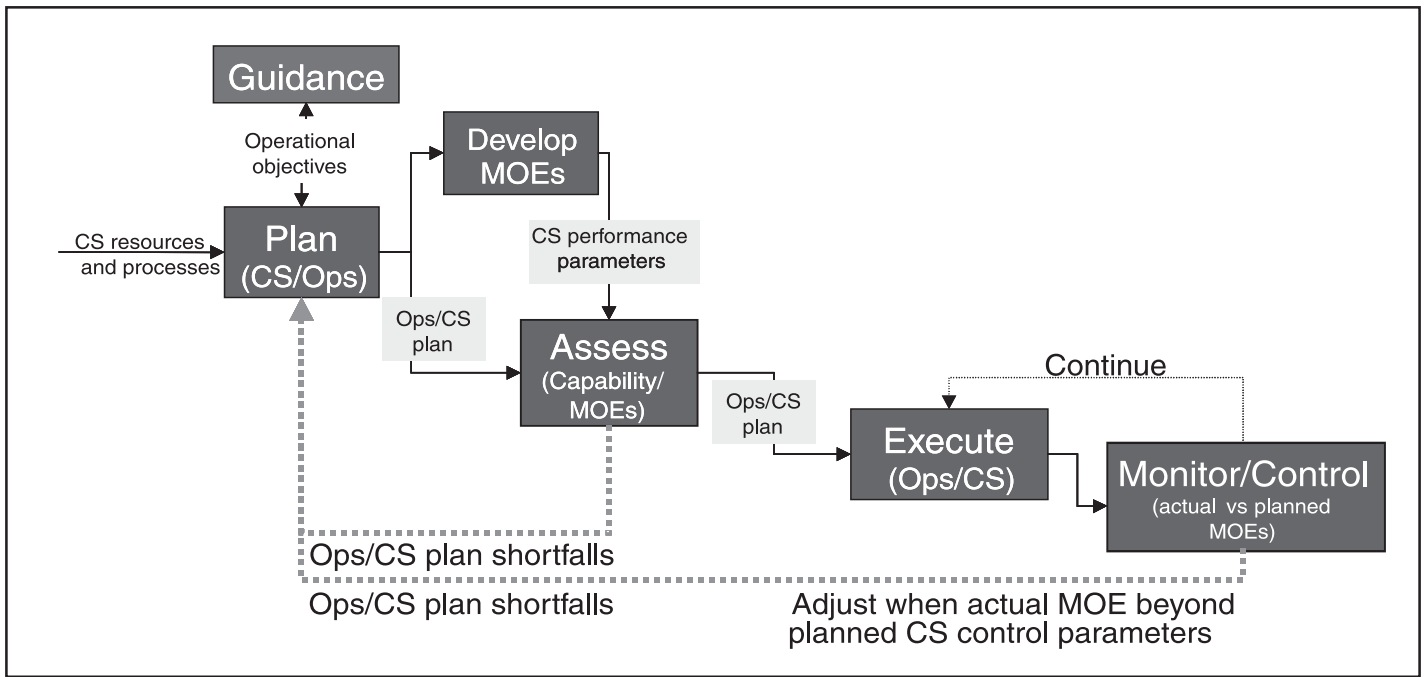 Guidance
Operational
objectives
Develop
MOEs
CS resources
and processes
Plan
(CS/Ops)
CS performance
parameters
Ops/CS
plan
Assess
(Capability/
MOEs)
Ops/CS
plan
Continue
Execute
(Ops/CS)
Monitor/Control
(actual vs planned
MOEs)
Ops/CS plan shortfalls
Ops/CS plan shortfalls
Adjust when actual MOE beyond
planned CS control parameters